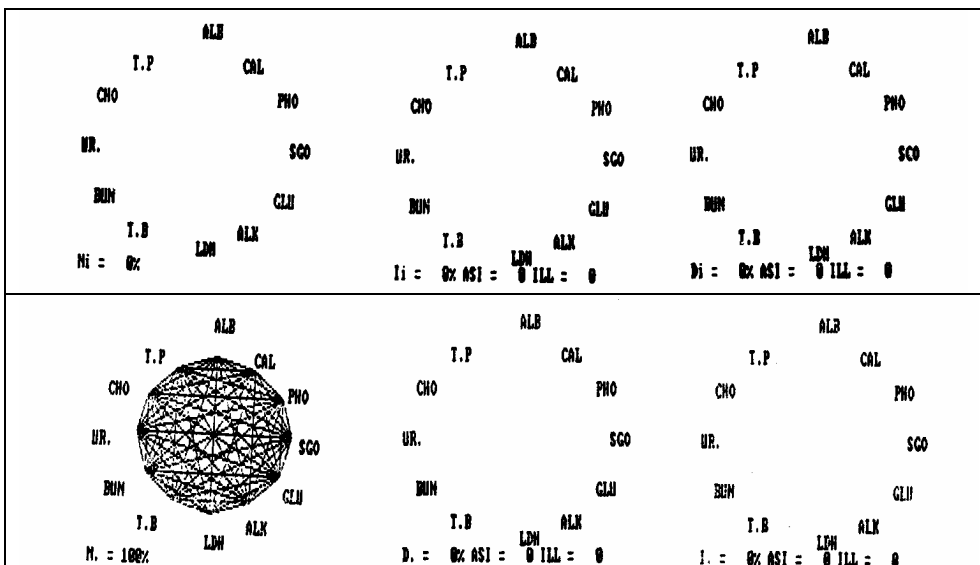 ALB
T.P CAL
CHO PHO
UR. SGO
BUN GLU
T.B ALK
LDH
Ni = 0%
ALB
T.P CAL
CHO PHO
UR. SGO
BUN GLU
T.B ALK
LDH
Ii = 0% ASI = 0 ILL = 0
ALB
T.P CAL
CHO PHO
UR. SGO
BUN GLU
T.B ALK
LDH
Di = 0% ASI = 0 ILL = 0
ALB
T.P CAL
CHO PHO
UR. SGO
BUN GLU
T.B ALK
LDH
N. = 100%
ALB
T.P CAL
CHO PHO
UR. SGO
BUN GLU
T.B ALK
LDH
D. = 0% ASI = 0 ILL = 0
ALB
T.P CAL
CHO PHO
UR. SGO
BUN GLU
T.B ALK
LDH
I. = 0% ASI = 0 ILL = 0